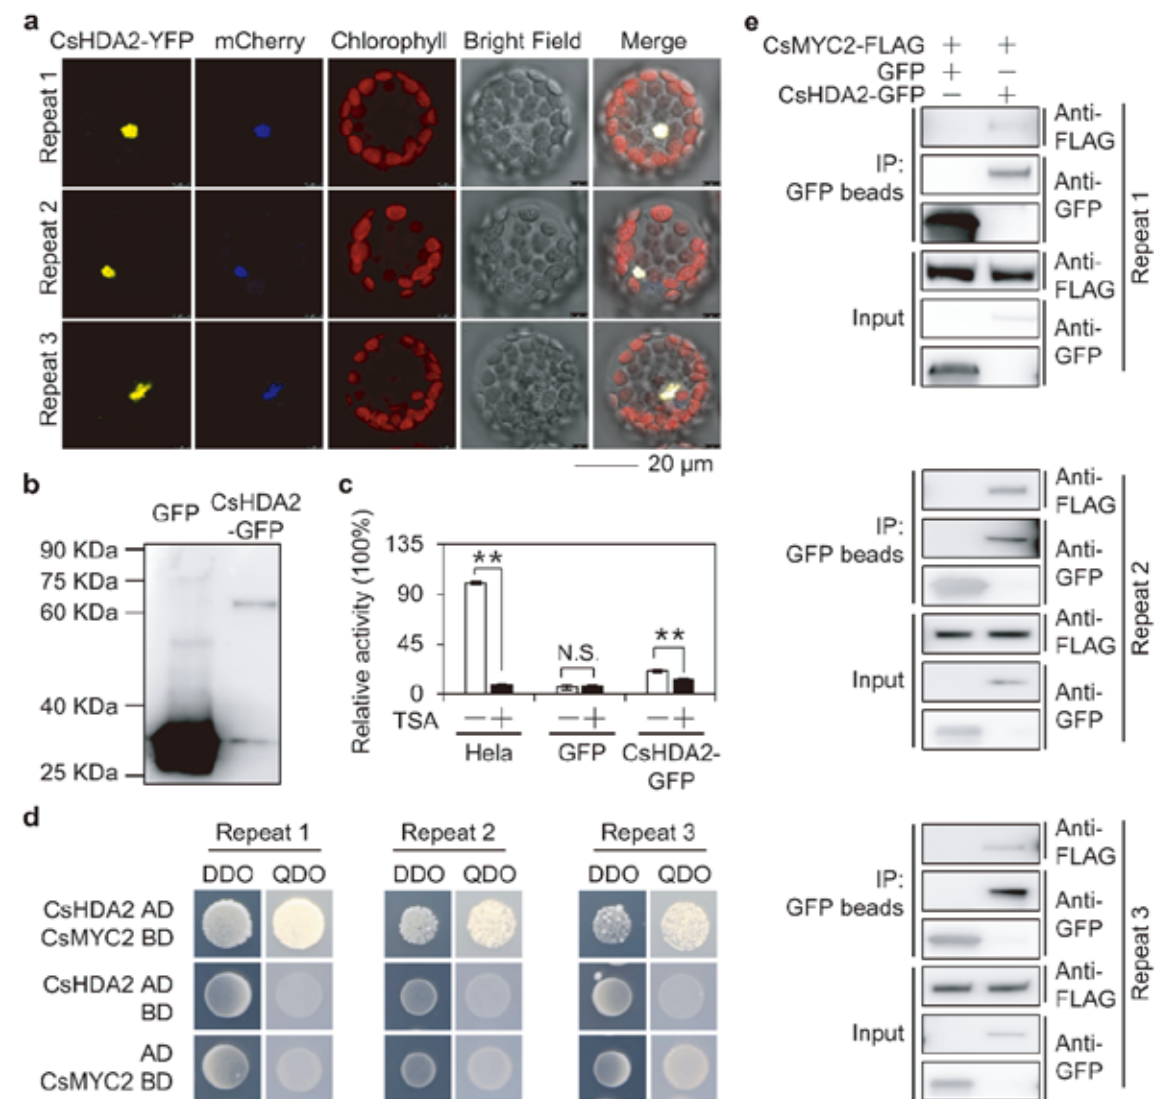 a
CsHDA2-YFP mCherry Chlorophyll Bright Field Merge
Repeat 1
Repeat 2
Repeat 3
20 µm
b
GFP CsHDA2
-GFP
90 KDa
75 KDa
60 KDa
40 KDa
25 KDa
c
Relative activity (100%)
135
90
45
0
**
N.S.
**
TSA — + — + — +
Hela GFP CsHDA2-
GFP
d
Repeat 1 Repeat 2 Repeat 3
DDO QDO DDO QDO DDO QDO
CsHDA2 AD
CsMYC2 BD
CsHDA2 AD
BD
AD
CsMYC2 BD
e
CsMYC2-FLAG + +
GFP + —
CsHDA2-GFP — +
IP:
GFP beads
Anti-
FLAG
Anti-
GFP
Input
Anti-
FLAG
Anti-
GFP
Repeat 1
IP:
GFP beads
Anti-
FLAG
Anti-
GFP
Input
Anti-
FLAG
Anti-
GFP
Repeat 2
IP:
GFP beads
Anti-
FLAG
Anti-
GFP
Input
Anti-
FLAG
Anti-
GFP
Repeat 3